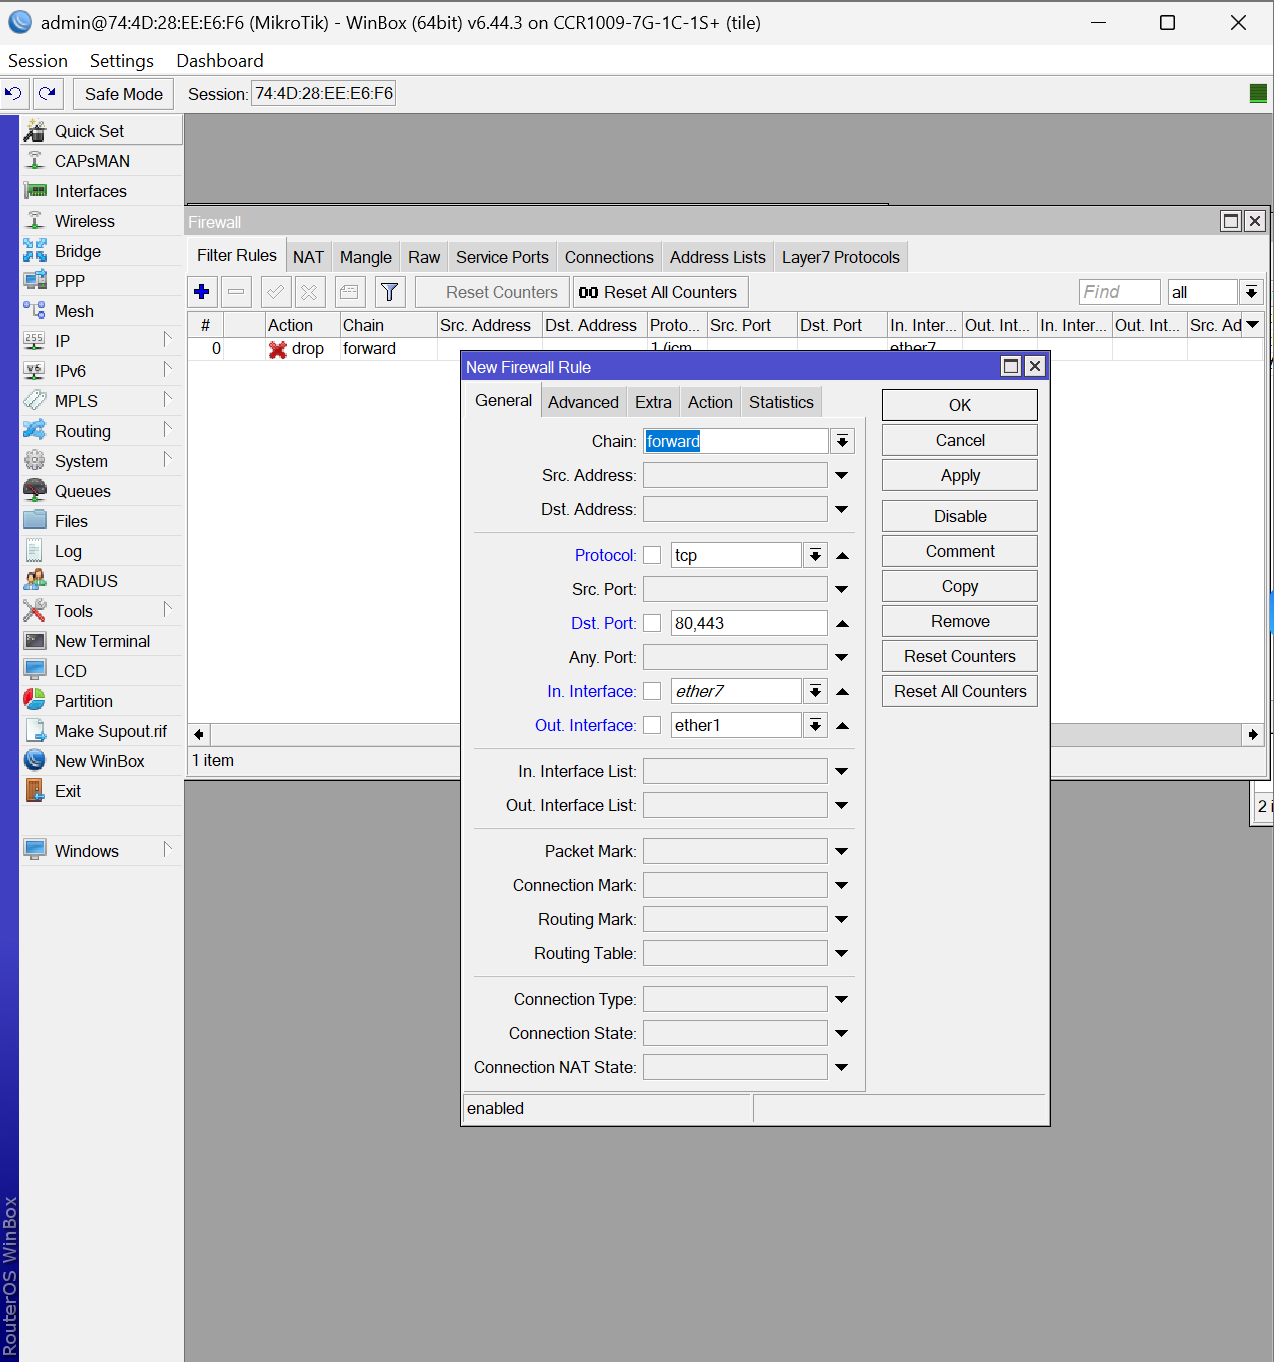 admin@74:4D:28:EE:E6:F6 (MikroTik) - WinBox (64bit) v6.44.3 on CCR1009-7G-1C-1S+ (tile)
Session Settings Dashboard
Safe Mode Session: 74:4D:28:EE:E6:F6
Quick Set
CAPsMAN
Interfaces
Wireless
Bridge
PPP
Mesh
IP
IPv6
MPLS
Routing
System
Queues
Files
Log
RADIUS
Tools
New Terminal
LCD
Partition
Make Supout.rif
New WinBox
Exit
Windows
RouterOS WinBox
Firewall
Filter Rules NAT Mangle Raw Service Ports Connections Address Lists Layer7 Protocols
Reset Counters 00 Reset All Counters Find all
# Action Chain Src. Address Dst. Address Proto... Src. Port Dst. Port In. Inter... Out. Int... In. Inter... Out. Int... Src. Ad
0 drop forward 1 (icm... ether7
1 item
New Firewall Rule
General Advanced Extra Action Statistics
Chain: forward
Src. Address:
Dst. Address:
Protocol: tcp
Src. Port:
Dst. Port: 80,443
Any. Port:
In. Interface: ether7
Out. Interface: ether1
In. Interface List:
Out. Interface List:
Packet Mark:
Connection Mark:
Routing Mark:
Routing Table:
Connection Type:
Connection State:
Connection NAT State:
enabled
OK
Cancel
Apply
Disable
Comment
Copy
Remove
Reset Counters
Reset All Counters
2 i